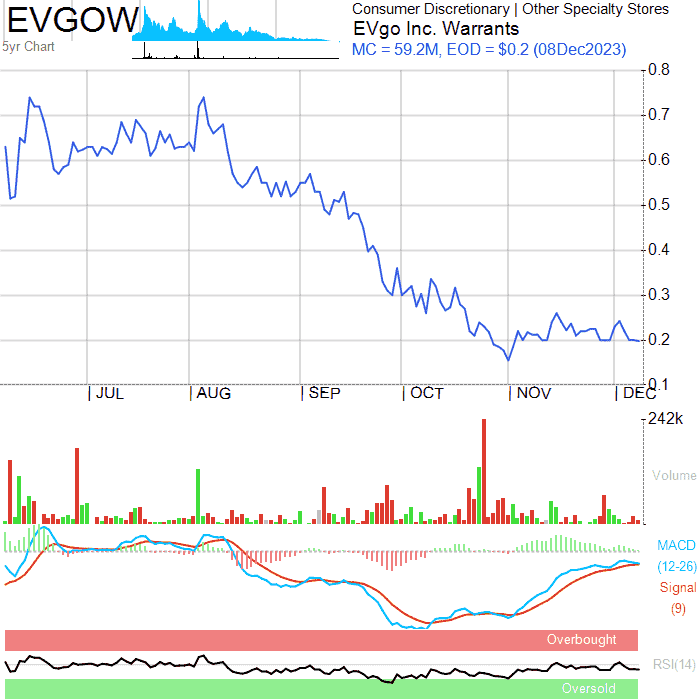 EVGOW
5yr Chart
Consumer Discretionary | Other Specialty Stores
EVgo Inc. Warrants
MC = 59.2M, EOD = $0.2 (08Dec2023)
0.8
0.7
0.6
0.5
0.4
0.3
0.2
0.1
JUL AUG SEP OCT NOV DEC
242k
Volume
MACD
(12-26)
Signal
(9)
Overbought
RSI(14)
Oversold